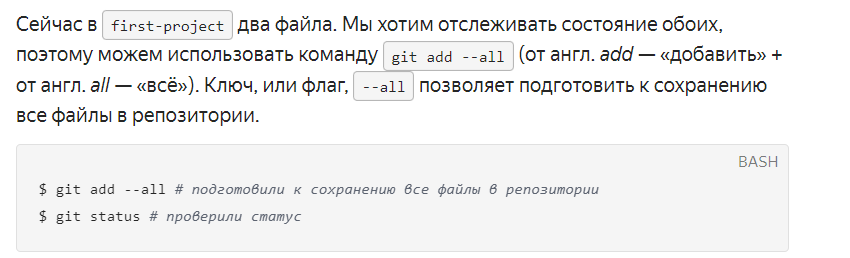 Сейчас в first-project два файла. Мы хотим отслеживать состояние обоих,
поэтому можем использовать команду git add --all (от англ. add — «добавить» +
от англ. all — «всё»). Ключ, или флаг, --all позволяет подготовить к сохранению
все файлы в репозитории.
BASH
$ git add --all # подготовили к сохранению все файлы в репозитории
$ git status # проверили статус